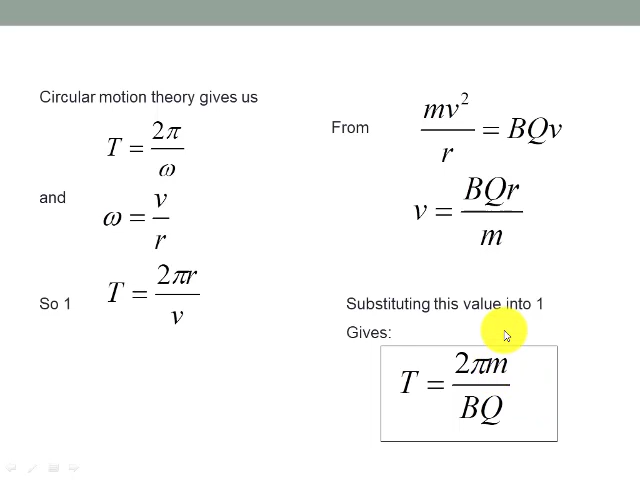 Circular motion theory gives us
T = 2π/ω
and
ω = v/r
So 1
T = 2πr/v
From
mv²/r = BQv
v = BQr/m
Substituting this value into 1
Gives:
T = 2πm/BQ